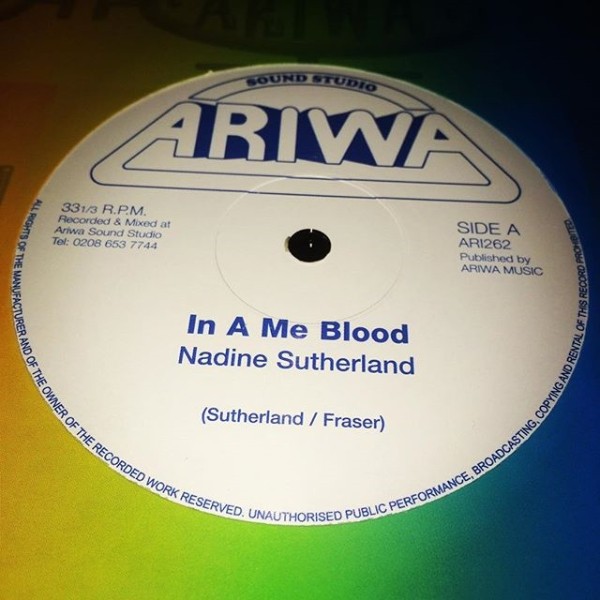 SOUND STUDIO
ARIWA
33 1/3 R.P.M.
Recorded & Mixed at
Ariwa Sound Studio
Tel: 0208 653 7744
SIDE A
ARI262
Published by
ARIWA MUSIC
In A Me Blood
Nadine Sutherland
(Sutherland / Fraser)
ALL RIGHTS OF THE MANUFACTURER AND OF THE OWNER OF THE RECORDED WORK RESERVED. UNAUTHORISED PUBLIC PERFORMANCE, BROADCASTING, COPYING AND RENTAL OF THIS RECORD PROHIBITED
ARIWA